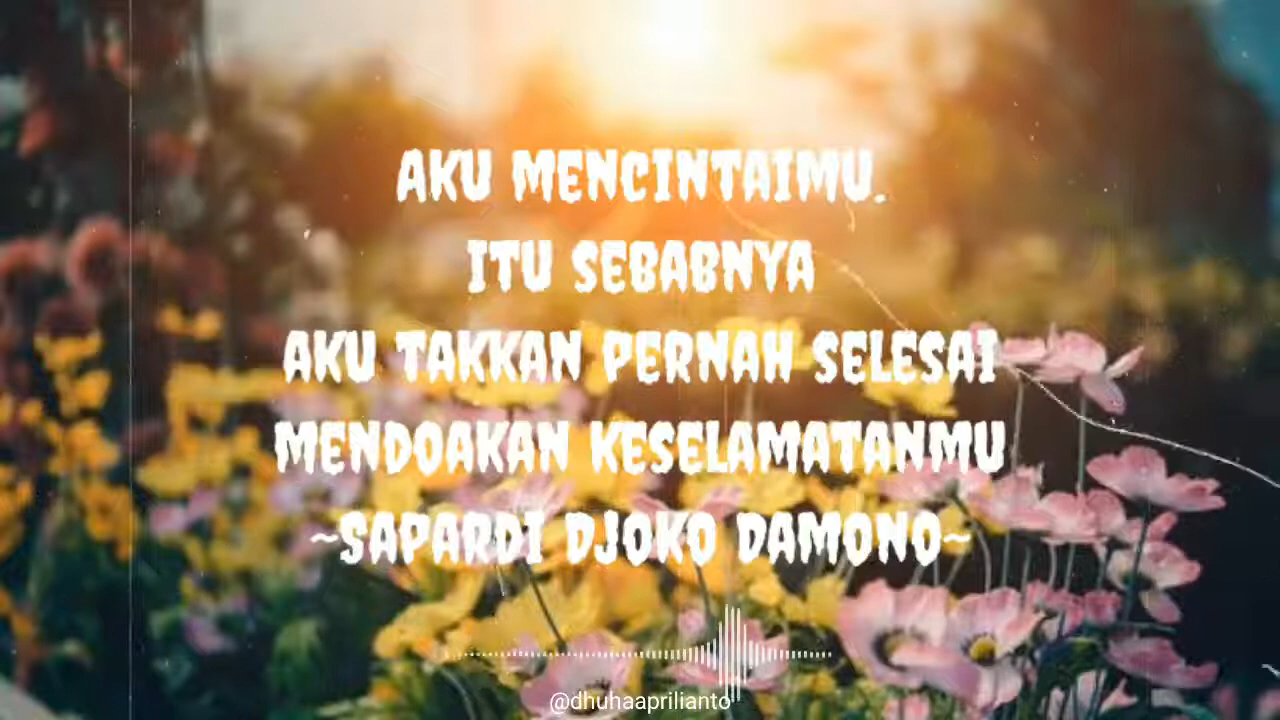 AKU MENCINTAIMU.
ITU SEBABNYA
AKU TAKKAN PERNAH SELESAI
MENDOAKAN KESELAMATANMU
~SAPARDI DJOKO DAMONO~
@dhuhaaprilianto